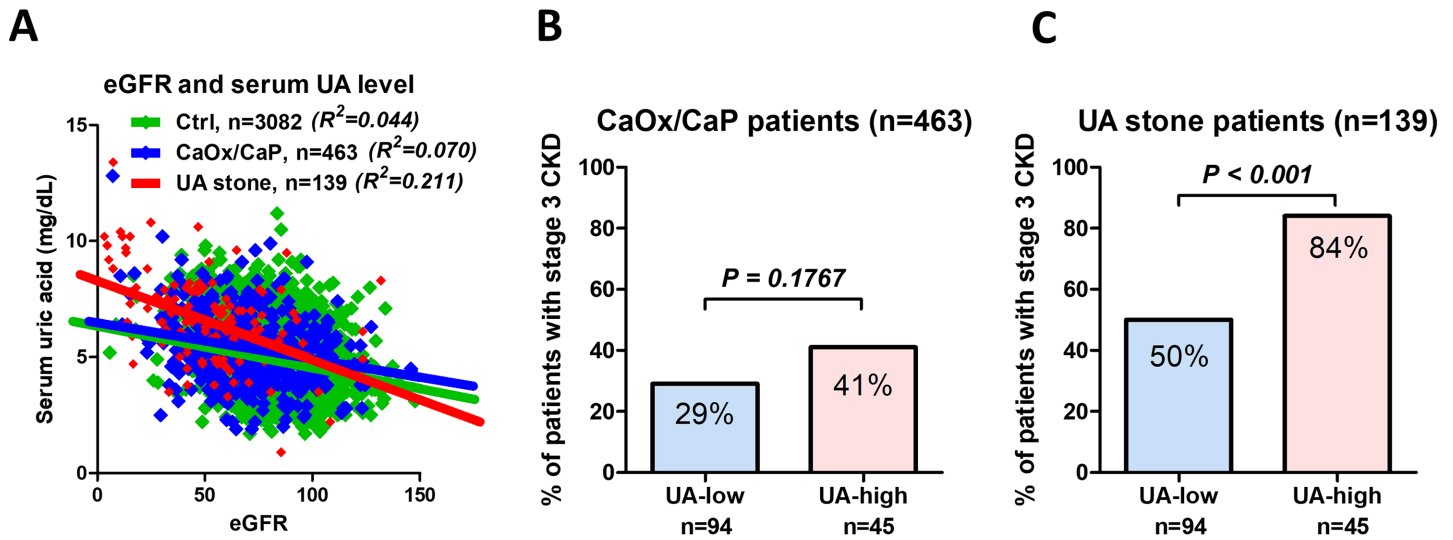 A
eGFR and serum UA level
Ctrl, n=3082 (R²=0.044)
CaOx/CaP, n=463 (R²=0.070)
UA stone, n=139 (R²=0.211)
Serum uric acid (mg/dL)
15
10
5
0
0 50 100 150
eGFR
B
CaOx/CaP patients (n=463)
% of patients with stage 3 CKD
100
80
60
40
20
0
P = 0.1767
29%
41%
UA-low UA-high
n=94 n=45
C
UA stone patients (n=139)
% of patients with stage 3 CKD
100
80
60
40
20
0
P < 0.001
50%
84%
UA-low UA-high
n=94 n=45